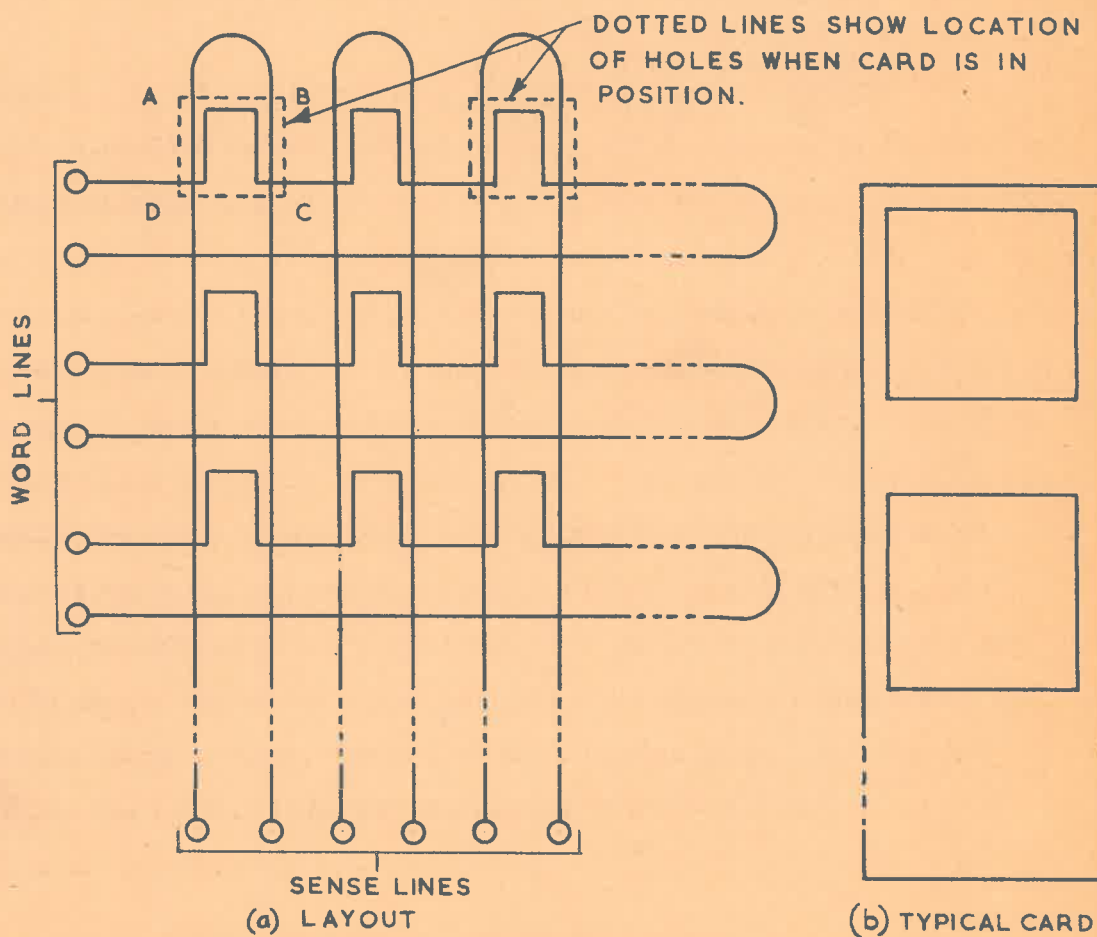 DOTTED LINES SHOW LOCATION
OF HOLES WHEN CARD IS IN
POSITION.
A
B
D
C
WORD LINES
SENSE LINES
(a) LAYOUT
(b) TYPICAL CARD